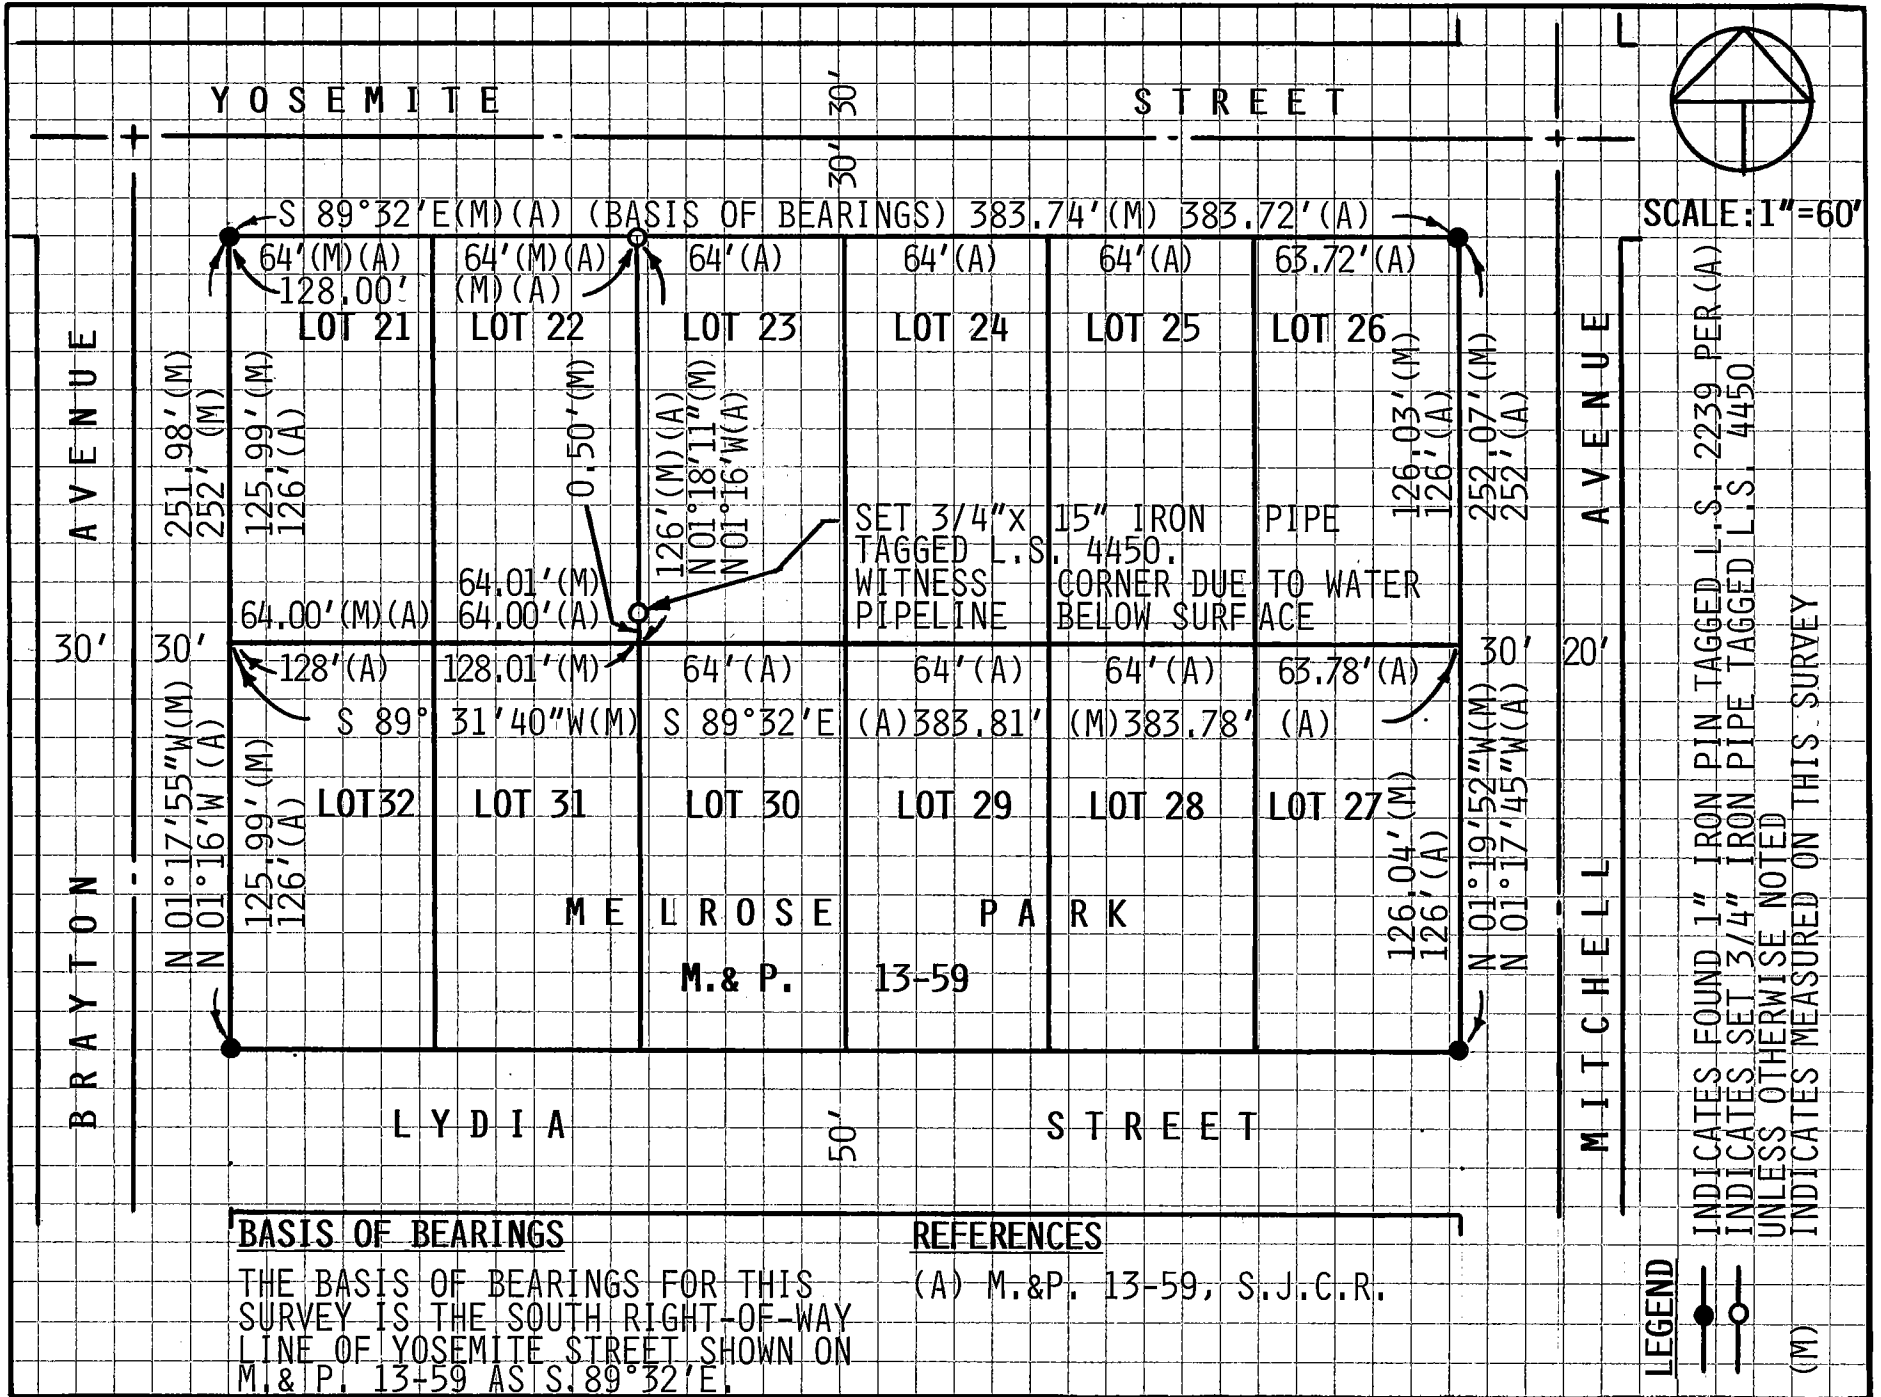 YOSEMITE STREET
30'
30'
SCALE:1"=60'
S 89°32'E(M)(A) (BASIS OF BEARINGS) 383.74'(M) 383.72'(A)
64'(M)(A) 64'(M)(A) 64'(A) 64'(A) 64'(A) 63.72'(A)
128.00' (M)(A)
LOT 21 LOT 22 LOT 23 LOT 24 LOT 25 LOT 26
BRAYTON AVENUE
251.98'(M)
252' (M)
125.99'(M)
126'(A)
0.50'(M)
126'(M)(A)
N 01°18'11"(M)
N 01°16'W(A)
126.03'(M)
126'(A)
252.07'(M)
252'(A)
MITCHELL AVENUE
SET 3/4"x 15" IRON PIPE
TAGGED L.S. 4450.
WITNESS CORNER DUE TO WATER
PIPELINE BELOW SURFACE
64.01'(M)
64.00'(M)(A) 64.00'(A)
30' 30' 30' 20'
128'(A) 128.01'(M) 64'(A) 64'(A) 64'(A) 63.78'(A)
S 89° 31'40"W(M) S 89°32'E (A)383.81' (M)383.78' (A)
N 01°17'55"W(M)
N 01°16'W(A)
125.99'(M)
126'(A)
LOT32 LOT 31 LOT 30 LOT 29 LOT 28 LOT 27
126.04'(M)
126'(A)
N 01°19'52"W(M)
N 01°17'45"W(A)
MELROSE PARK
M.& P. 13-59
LYDIA STREET
50'
BASIS OF BEARINGS
THE BASIS OF BEARINGS FOR THIS
SURVEY IS THE SOUTH RIGHT-OF-WAY
LINE OF YOSEMITE STREET SHOWN ON
M.& P. 13-59 AS S.89°32'E.
REFERENCES
(A) M.&P. 13-59, S.J.C.R.
LEGEND
INDICATES FOUND 1" IRON PIN TAGGED L.S. 2239 PER(A)
INDICATES SET 3/4" IRON PIPE TAGGED L.S. 4450
UNLESS OTHERWISE NOTED
(M) INDICATES MEASURED ON THIS SURVEY